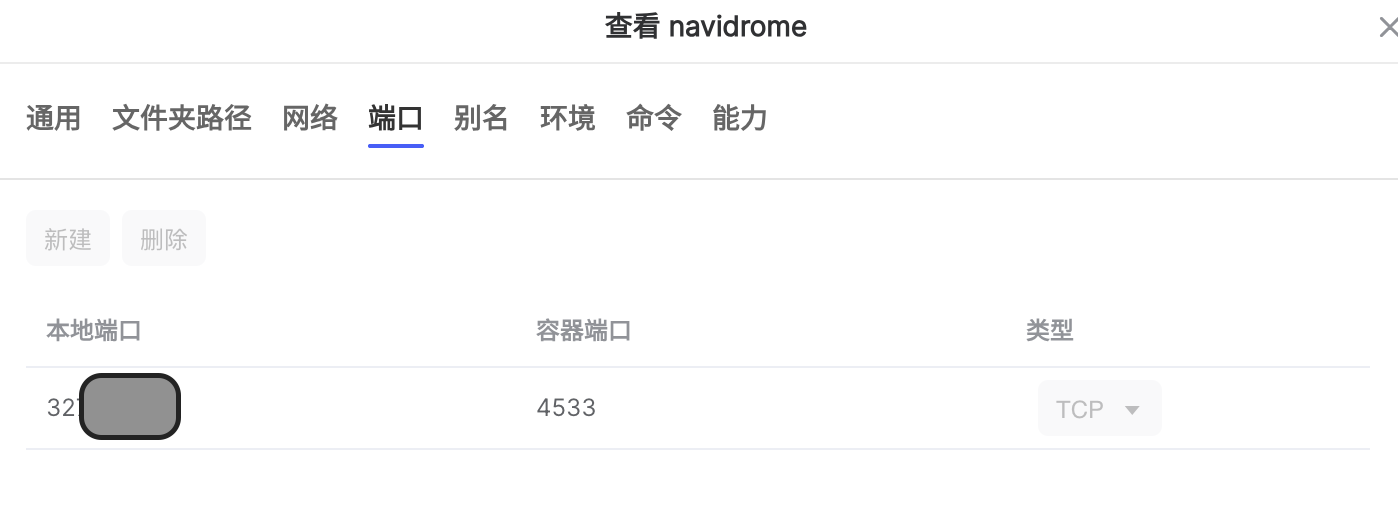 查看 navidrome
通用 文件夹路径 网络 端口 别名 环境 命令 能力
新建 删除
本地端口 容器端口 类型
32 4533 TCP